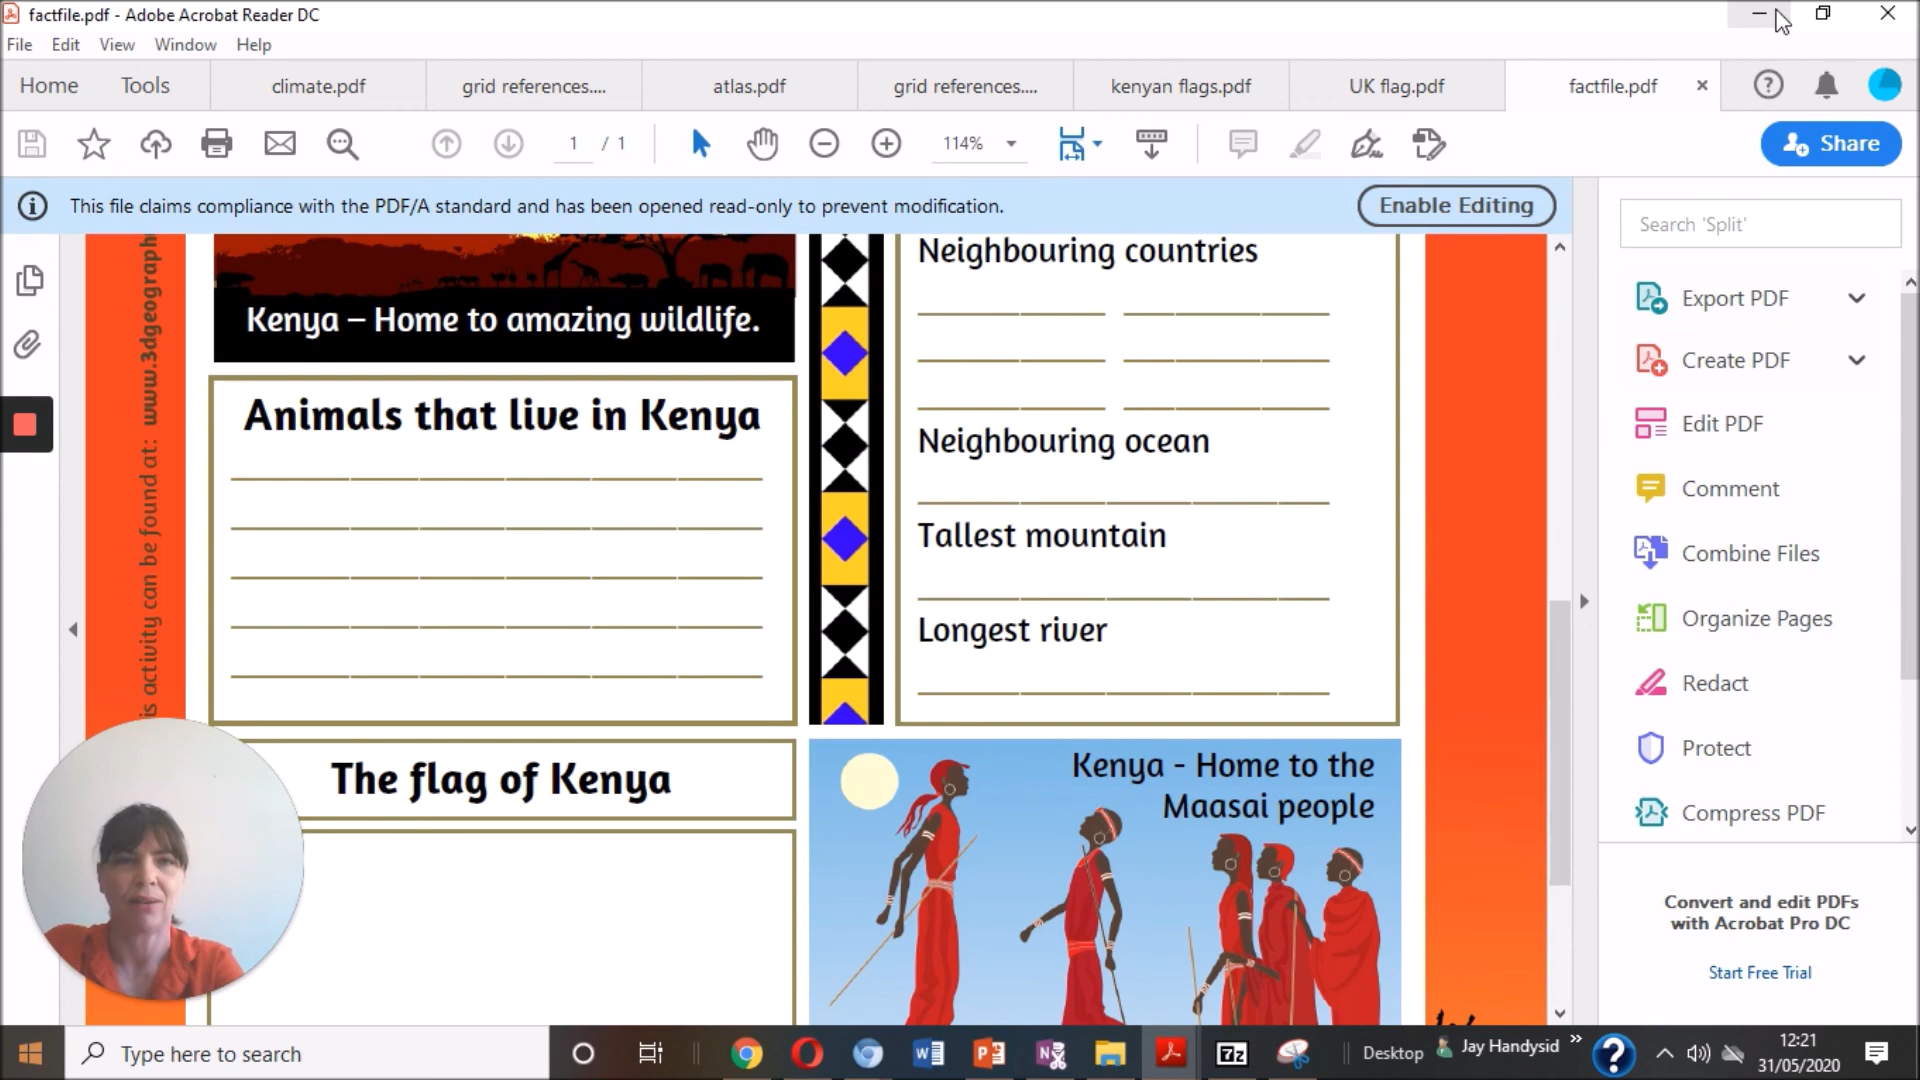 factfile.pdf - Adobe Acrobat Reader DC
File Edit View Window Help
Home Tools climate.pdf grid references.... atlas.pdf grid references.... kenyan flags.pdf UK flag.pdf factfile.pdf
1 / 1 114% Share
This file claims compliance with the PDF/A standard and has been opened read-only to prevent modification. Enable Editing
is activity can be found at: www.3dgeograph
Kenya – Home to amazing wildlife.
Animals that live in Kenya
The flag of Kenya
Neighbouring countries
Neighbouring ocean
Tallest mountain
Longest river
Kenya - Home to the
Maasai people
Search 'Split'
Export PDF
Create PDF
Edit PDF
Comment
Combine Files
Organize Pages
Redact
Protect
Compress PDF
Convert and edit PDFs
with Acrobat Pro DC
Start Free Trial
Type here to search
Desktop Jay Handysid
12:21
31/05/2020